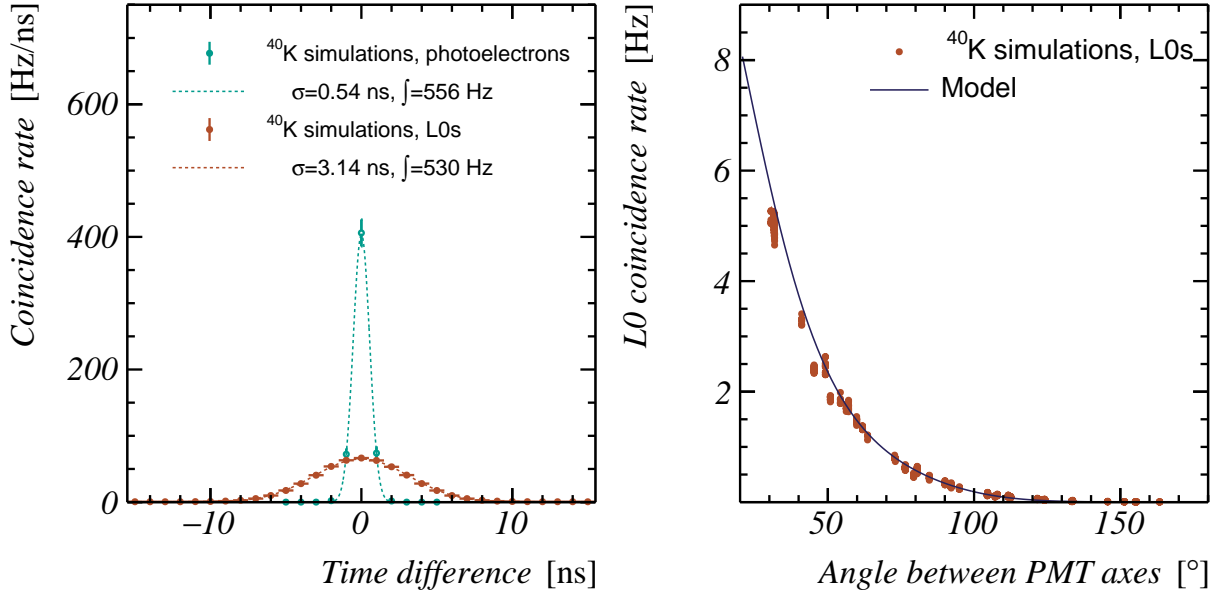 Coincidence rate [Hz/ns]
600
400
200
0
−10
0
10
Time difference [ns]
⁴⁰K simulations, photoelectrons
σ=0.54 ns, ∫=556 Hz
⁴⁰K simulations, L0s
σ=3.14 ns, ∫=530 Hz
L0 coincidence rate [Hz]
8
6
4
2
50
100
150
Angle between PMT axes [°]
⁴⁰K simulations, L0s
Model